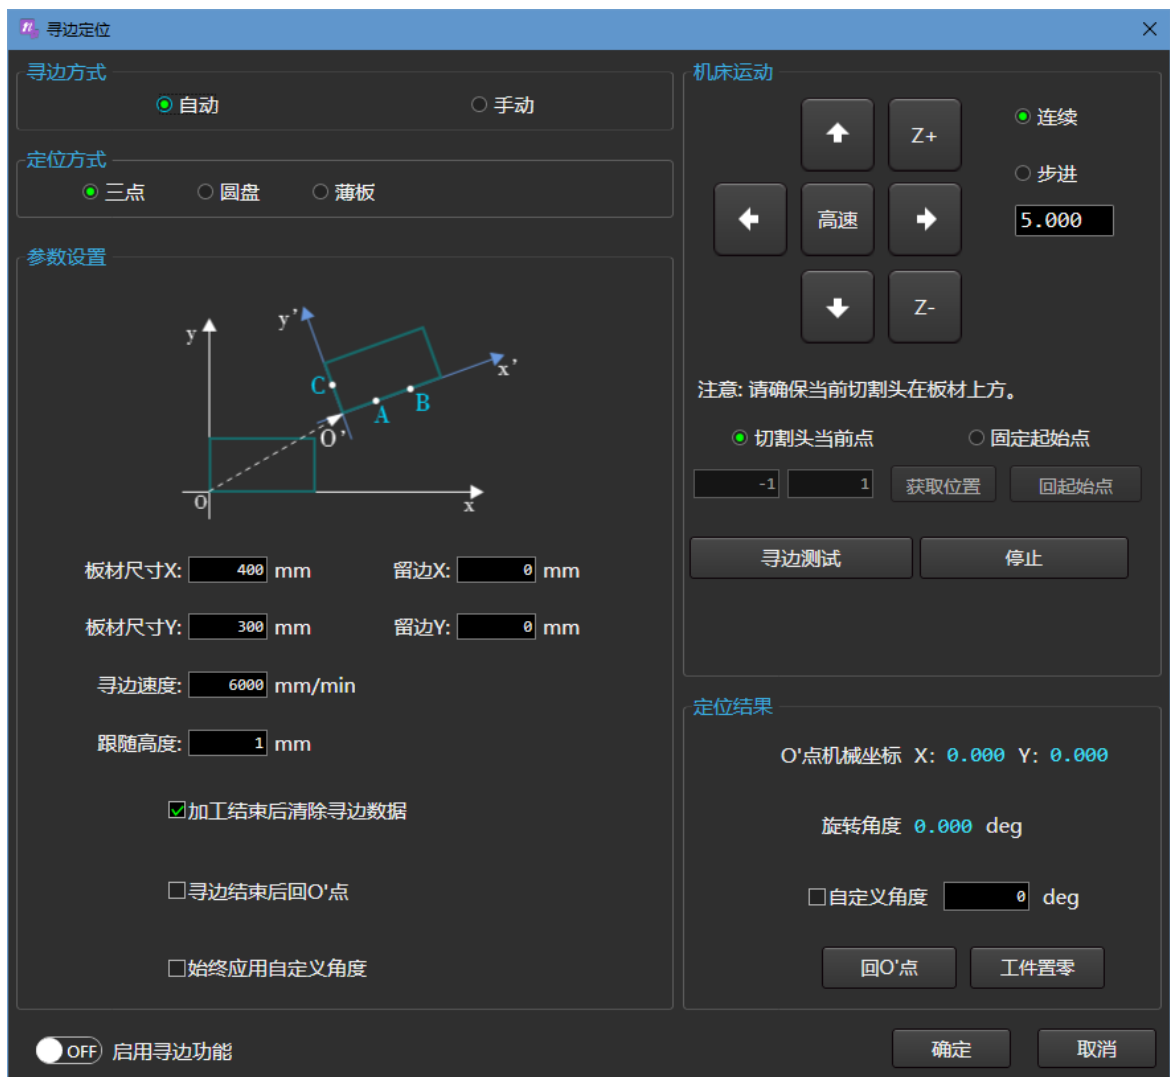 寻边定位
寻边方式
自动 手动
定位方式
三点 圆盘 薄板
参数设置
y y' x'
C A B
O'
O x
板材尺寸X: 400 mm 留边X: 0 mm
板材尺寸Y: 300 mm 留边Y: 0 mm
寻边速度: 6000 mm/min
跟随高度: 1 mm
加工结束后清除寻边数据
寻边结束后回O'点
始终应用自定义角度
机床运动
Z+ 连续
步进
高速 5.000
Z-
注意: 请确保当前切割头在板材上方。
切割头当前点 固定起始点
-1 1 获取位置 回起始点
寻边测试 停止
定位结果
O'点机械坐标 X: 0.000 Y: 0.000
旋转角度 0.000 deg
自定义角度 0 deg
回O'点 工件置零
OFF 启用寻边功能 确定 取消